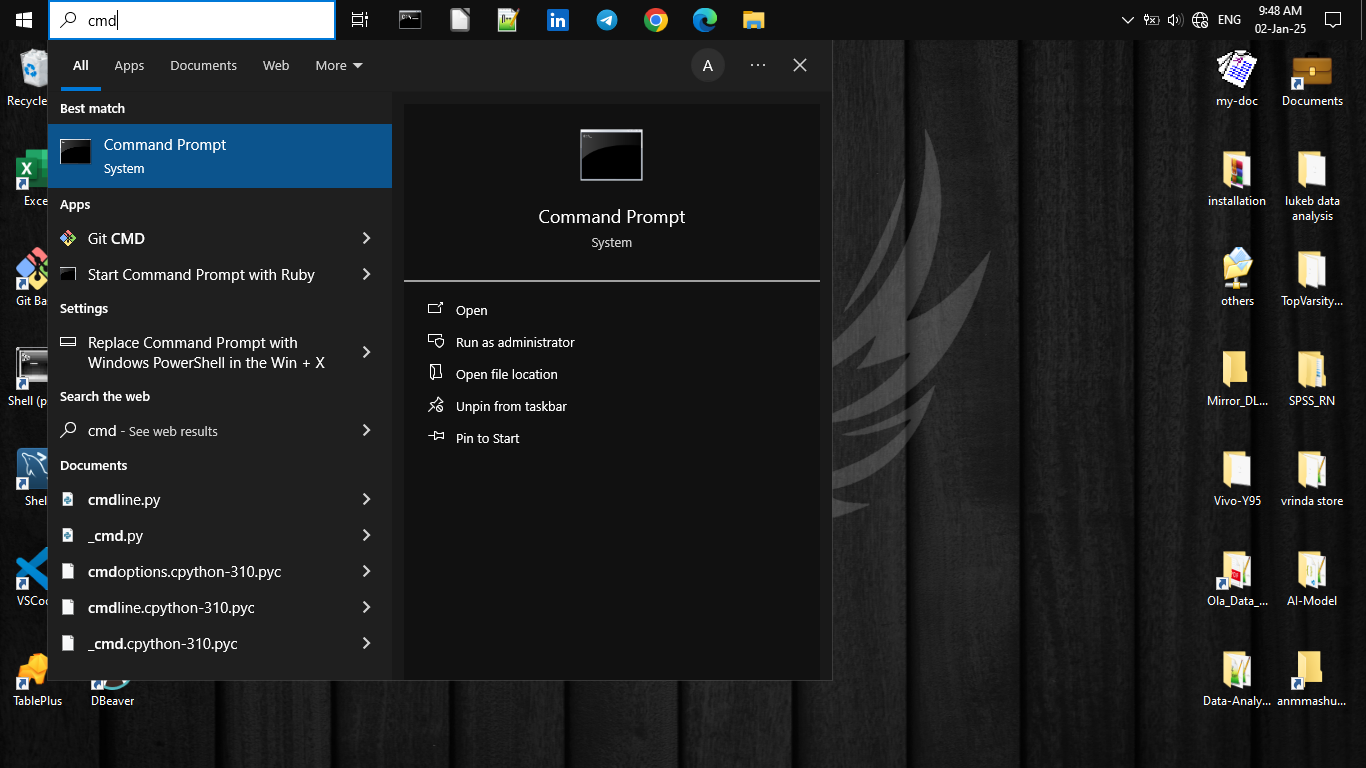 cmd
ENG
9:48 AM
02-Jan-25
All
Apps
Documents
Web
More
A
Best match
Command Prompt
System
Apps
Git CMD
Start Command Prompt with Ruby
Settings
Replace Command Prompt with
Windows PowerShell in the Win + X
Search the web
cmd - See web results
Documents
cmdline.py
_cmd.py
cmdoptions.cpython-310.pyc
cmdline.cpython-310.pyc
_cmd.cpython-310.pyc
Command Prompt
System
Open
Run as administrator
Open file location
Unpin from taskbar
Pin to Start
Recycle
Exce
Git Ba
Shell (p
Shel
VSCo
TablePlus
DBeaver
my-doc
Documents
installation
lukeb data
analysis
others
TopVarsity...
Mirror_DL...
SPSS_RN
Vivo-Y95
vrinda store
Ola_Data_...
AI-Model
Data-Analy...
anmmashu...